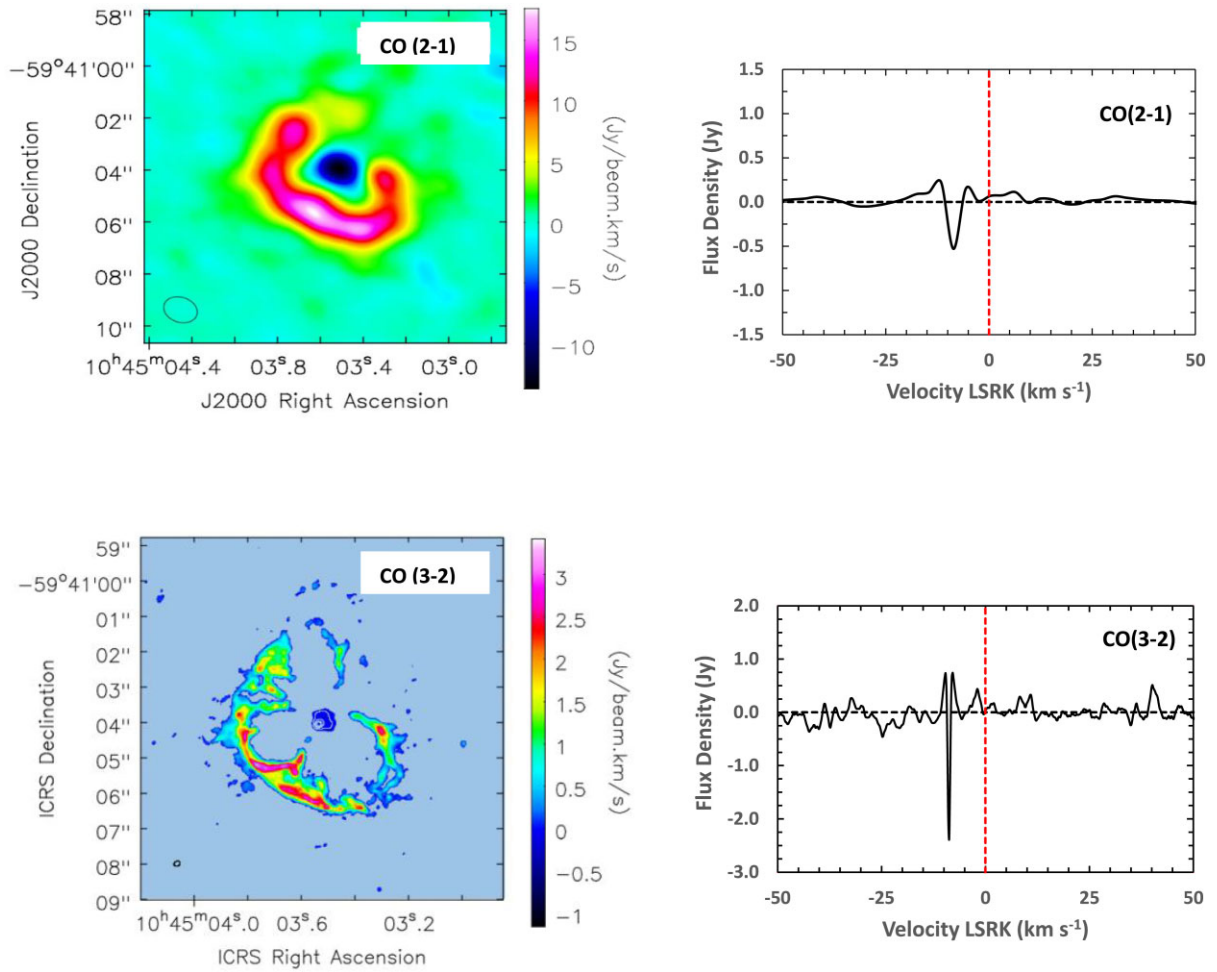 CO (2-1)
58''
−59°41'00''
02''
04''
06''
08''
10''
J2000 Declination
10ʰ45ᵐ04ˢ.4
03ˢ.8
03ˢ.4
03ˢ.0
J2000 Right Ascension
15
10
5
0
−5
−10
(Jy/beam.km/s)
CO(2-1)
1.5
1.0
0.5
0.0
-0.5
-1.0
-1.5
Flux Density (Jy)
-50
-25
0
25
50
Velocity LSRK (km s⁻¹)
CO (3-2)
59''
−59°41'00''
01''
02''
03''
04''
05''
06''
07''
08''
09''
ICRS Declination
10ʰ45ᵐ04ˢ.0
03ˢ.6
03ˢ.2
ICRS Right Ascension
3
2.5
2
1.5
1
0.5
0
−0.5
−1
(Jy/beam.km/s)
CO(3-2)
2.0
1.0
0.0
-1.0
-2.0
-3.0
Flux Density (Jy)
-50
-25
0
25
50
Velocity LSRK (km s⁻¹)